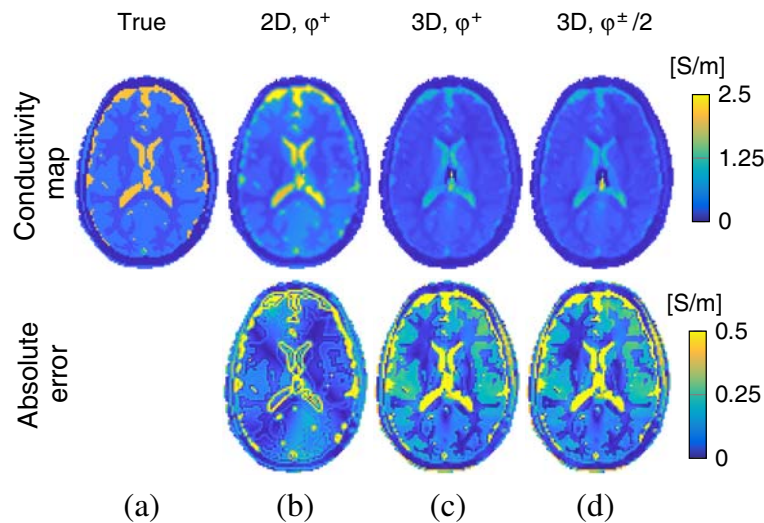 True 2D, φ⁺ 3D, φ⁺ 3D, φ±/2
[S/m]
Conductivity
map
2.5
1.25
0
[S/m]
Absolute
error
0.5
0.25
0
(a) (b) (c) (d)